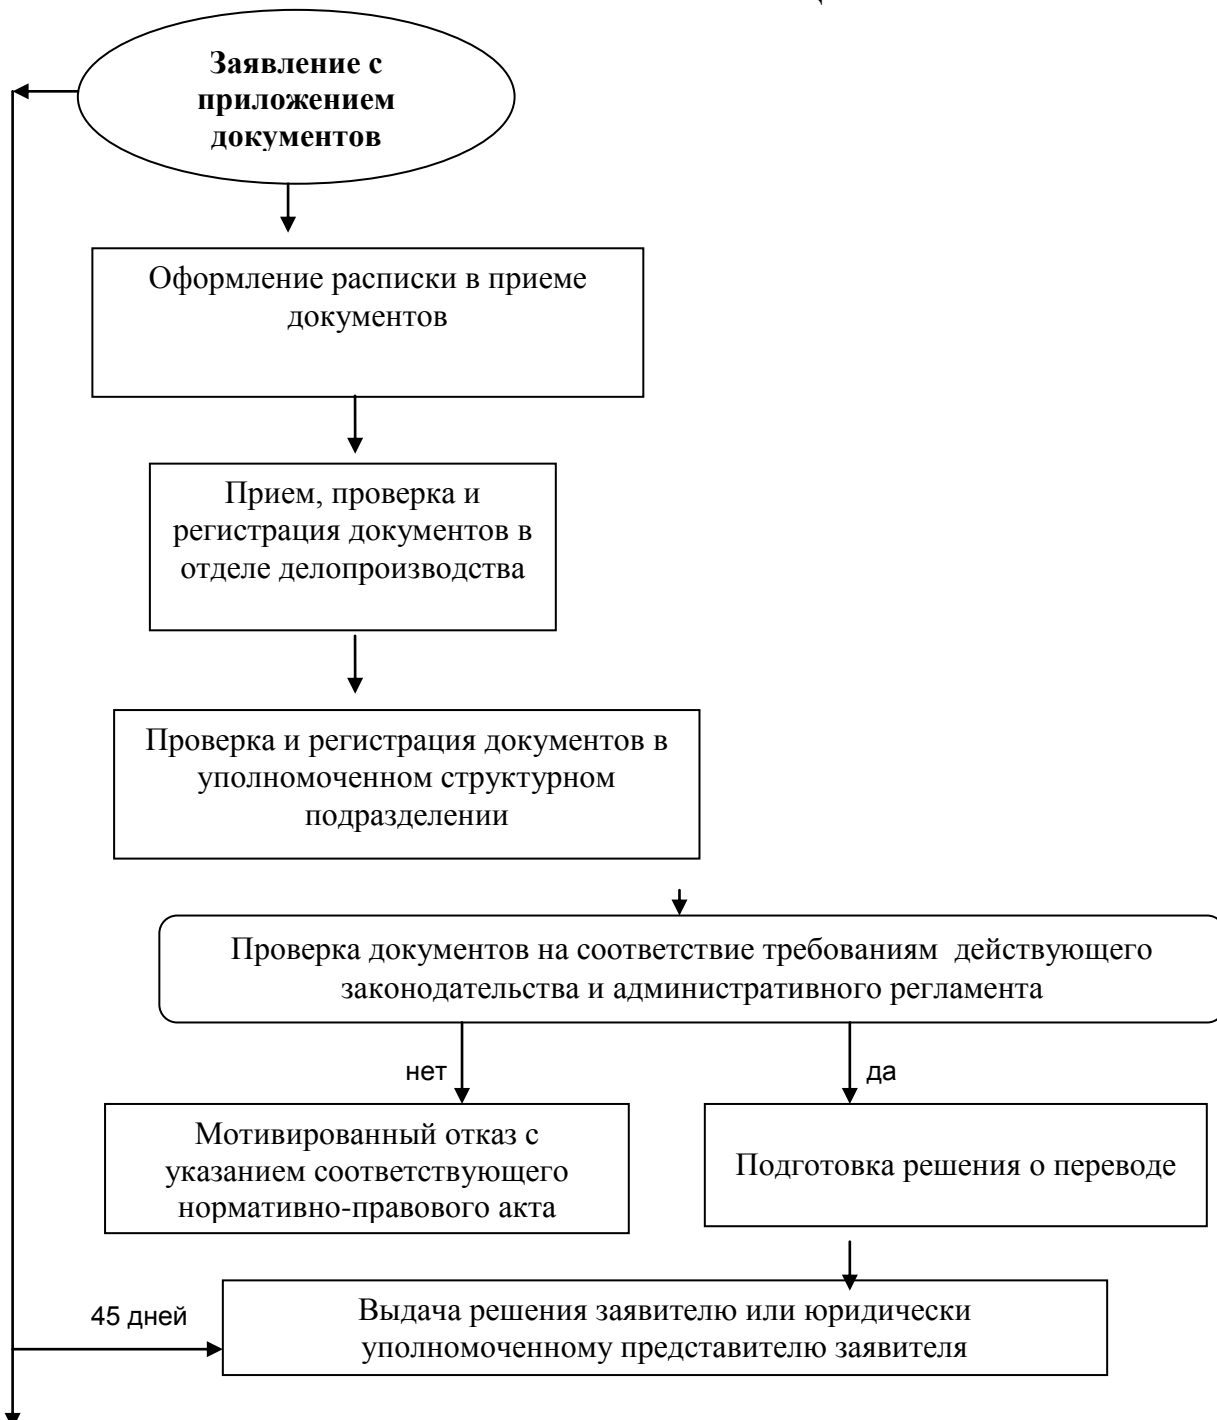 Заявление с
приложением
документов
Оформление расписки в приеме
документов
Прием, проверка и
регистрация документов в
отделе делопроизводства
Проверка и регистрация документов в
уполномоченном структурном
подразделении
Проверка документов на соответствие требованиям действующего
законодательства и административного регламента
нет
да
Мотивированный отказ с
указанием соответствующего
нормативно-правового акта
Подготовка решения о переводе
45 дней
Выдача решения заявителю или юридически
уполномоченному представителю заявителя